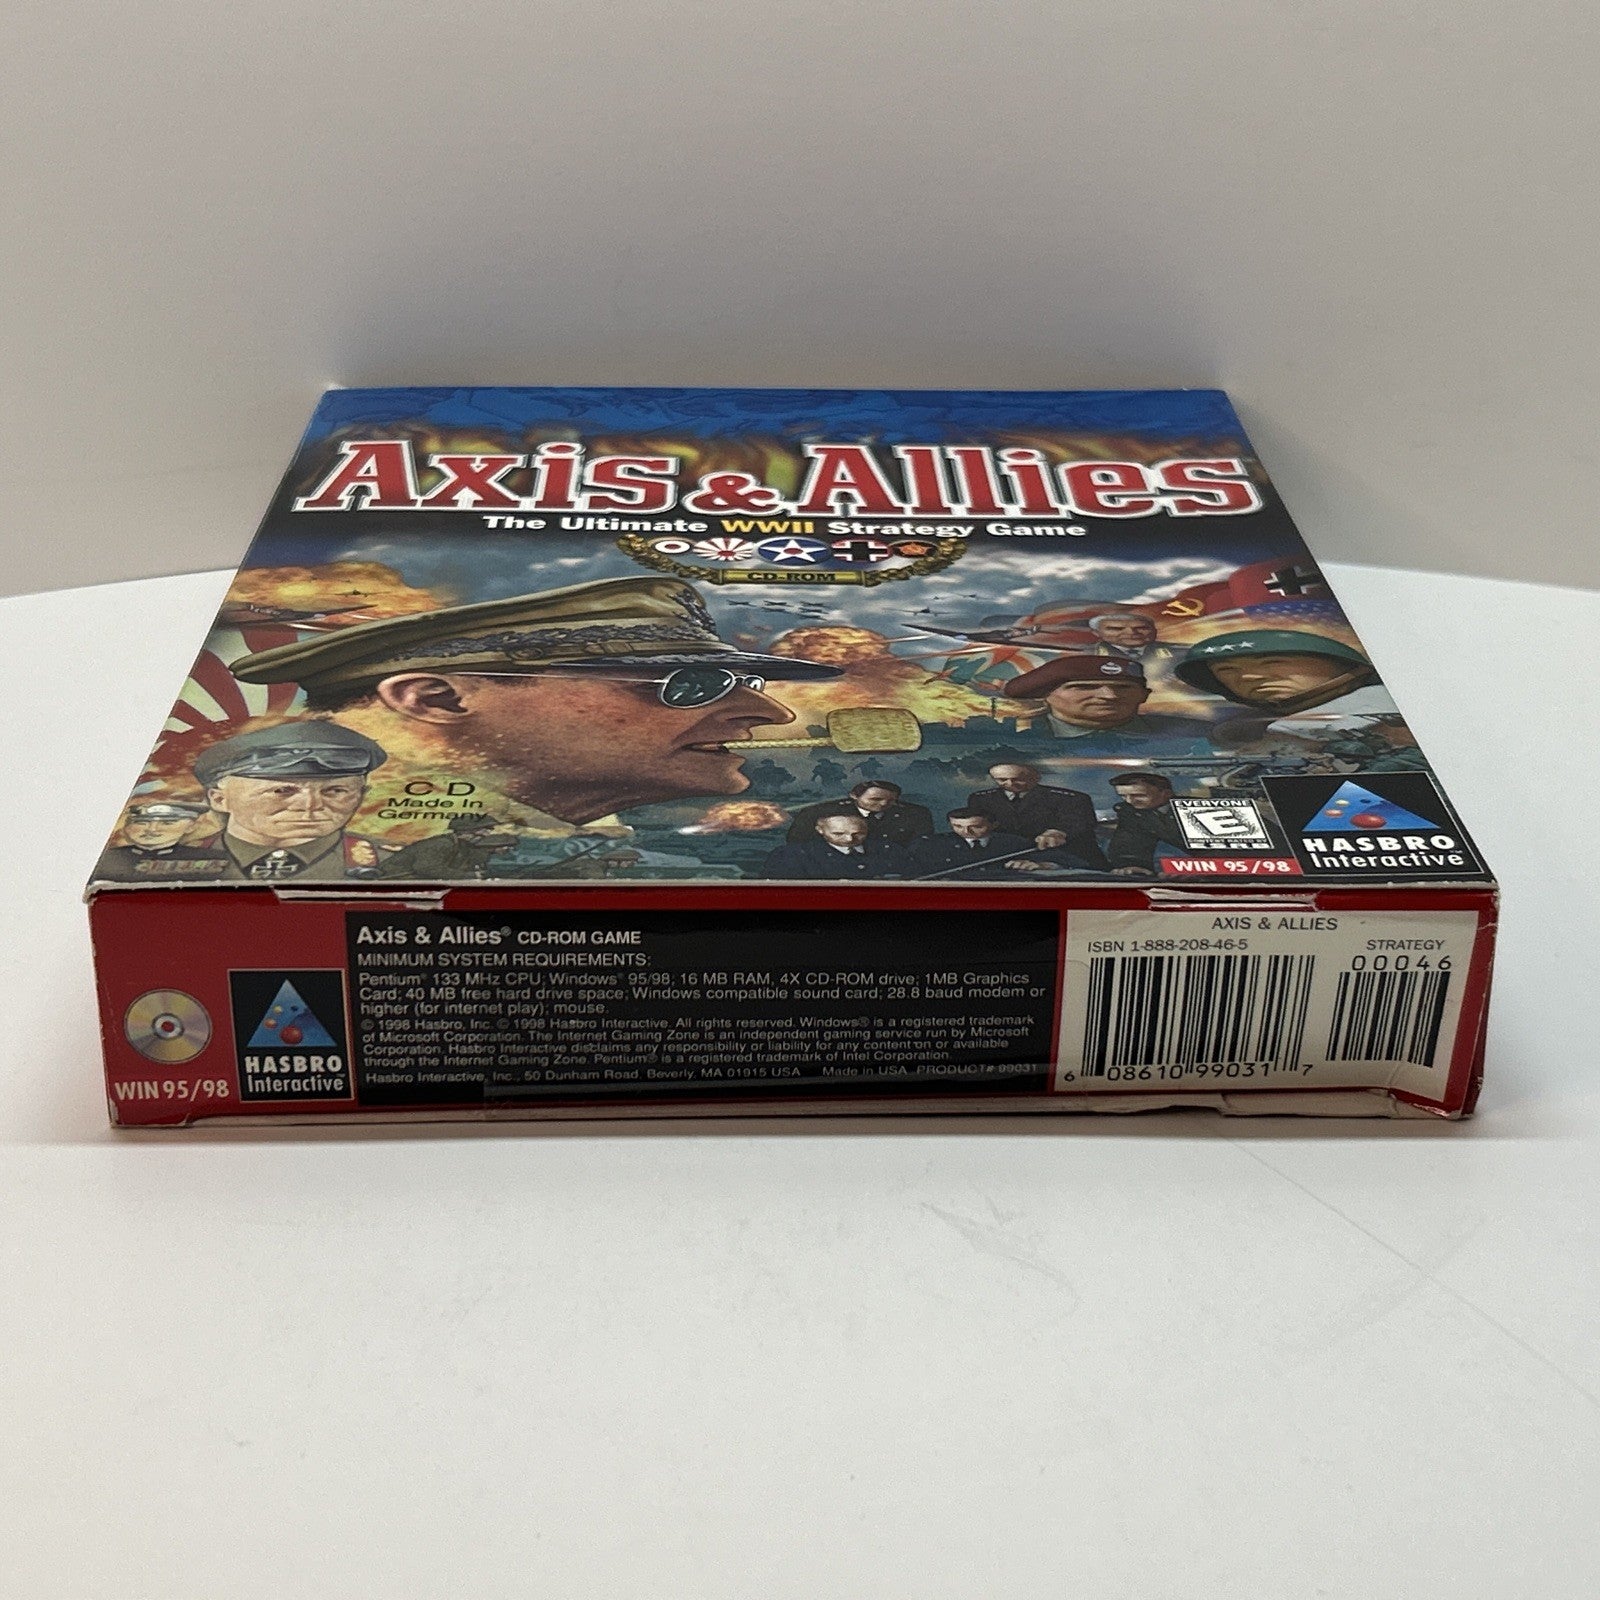 Axis & Allies
The Ultimate WWII Strategy Game
CD-ROM
CD
Made In
Germany
EVERYONE
E
CONTENT RATED BY
ESRB
WIN 95/98
HASBRO™
Interactive
WIN 95/98
HASBRO™
Interactive
Axis & Allies® CD-ROM GAME
MINIMUM SYSTEM REQUIREMENTS:
Pentium® 133 MHz CPU; Windows® 95/98; 16 MB RAM, 4X CD-ROM drive; 1MB Graphics
Card; 40 MB free hard drive space; Windows compatible sound card; 28.8 baud modem or
higher (for internet play); mouse.
© 1998 Hasbro, Inc. © 1998 Hasbro Interactive. All rights reserved. Windows® is a registered trademark
of Microsoft Corporation. The Internet Gaming Zone is an independent gaming service run by Microsoft
Corporation. Hasbro Interactive disclaims any responsibility or liability for any content on or available
through the Internet Gaming Zone. Pentium® is a registered trademark of Intel Corporation.
Hasbro Interactive, Inc., 50 Dunham Road, Beverly, MA 01915 USA Made in USA PRODUCT# 99031
AXIS & ALLIES
ISBN 1-888-208-46-5
STRATEGY
00046
6 08610 99031 7